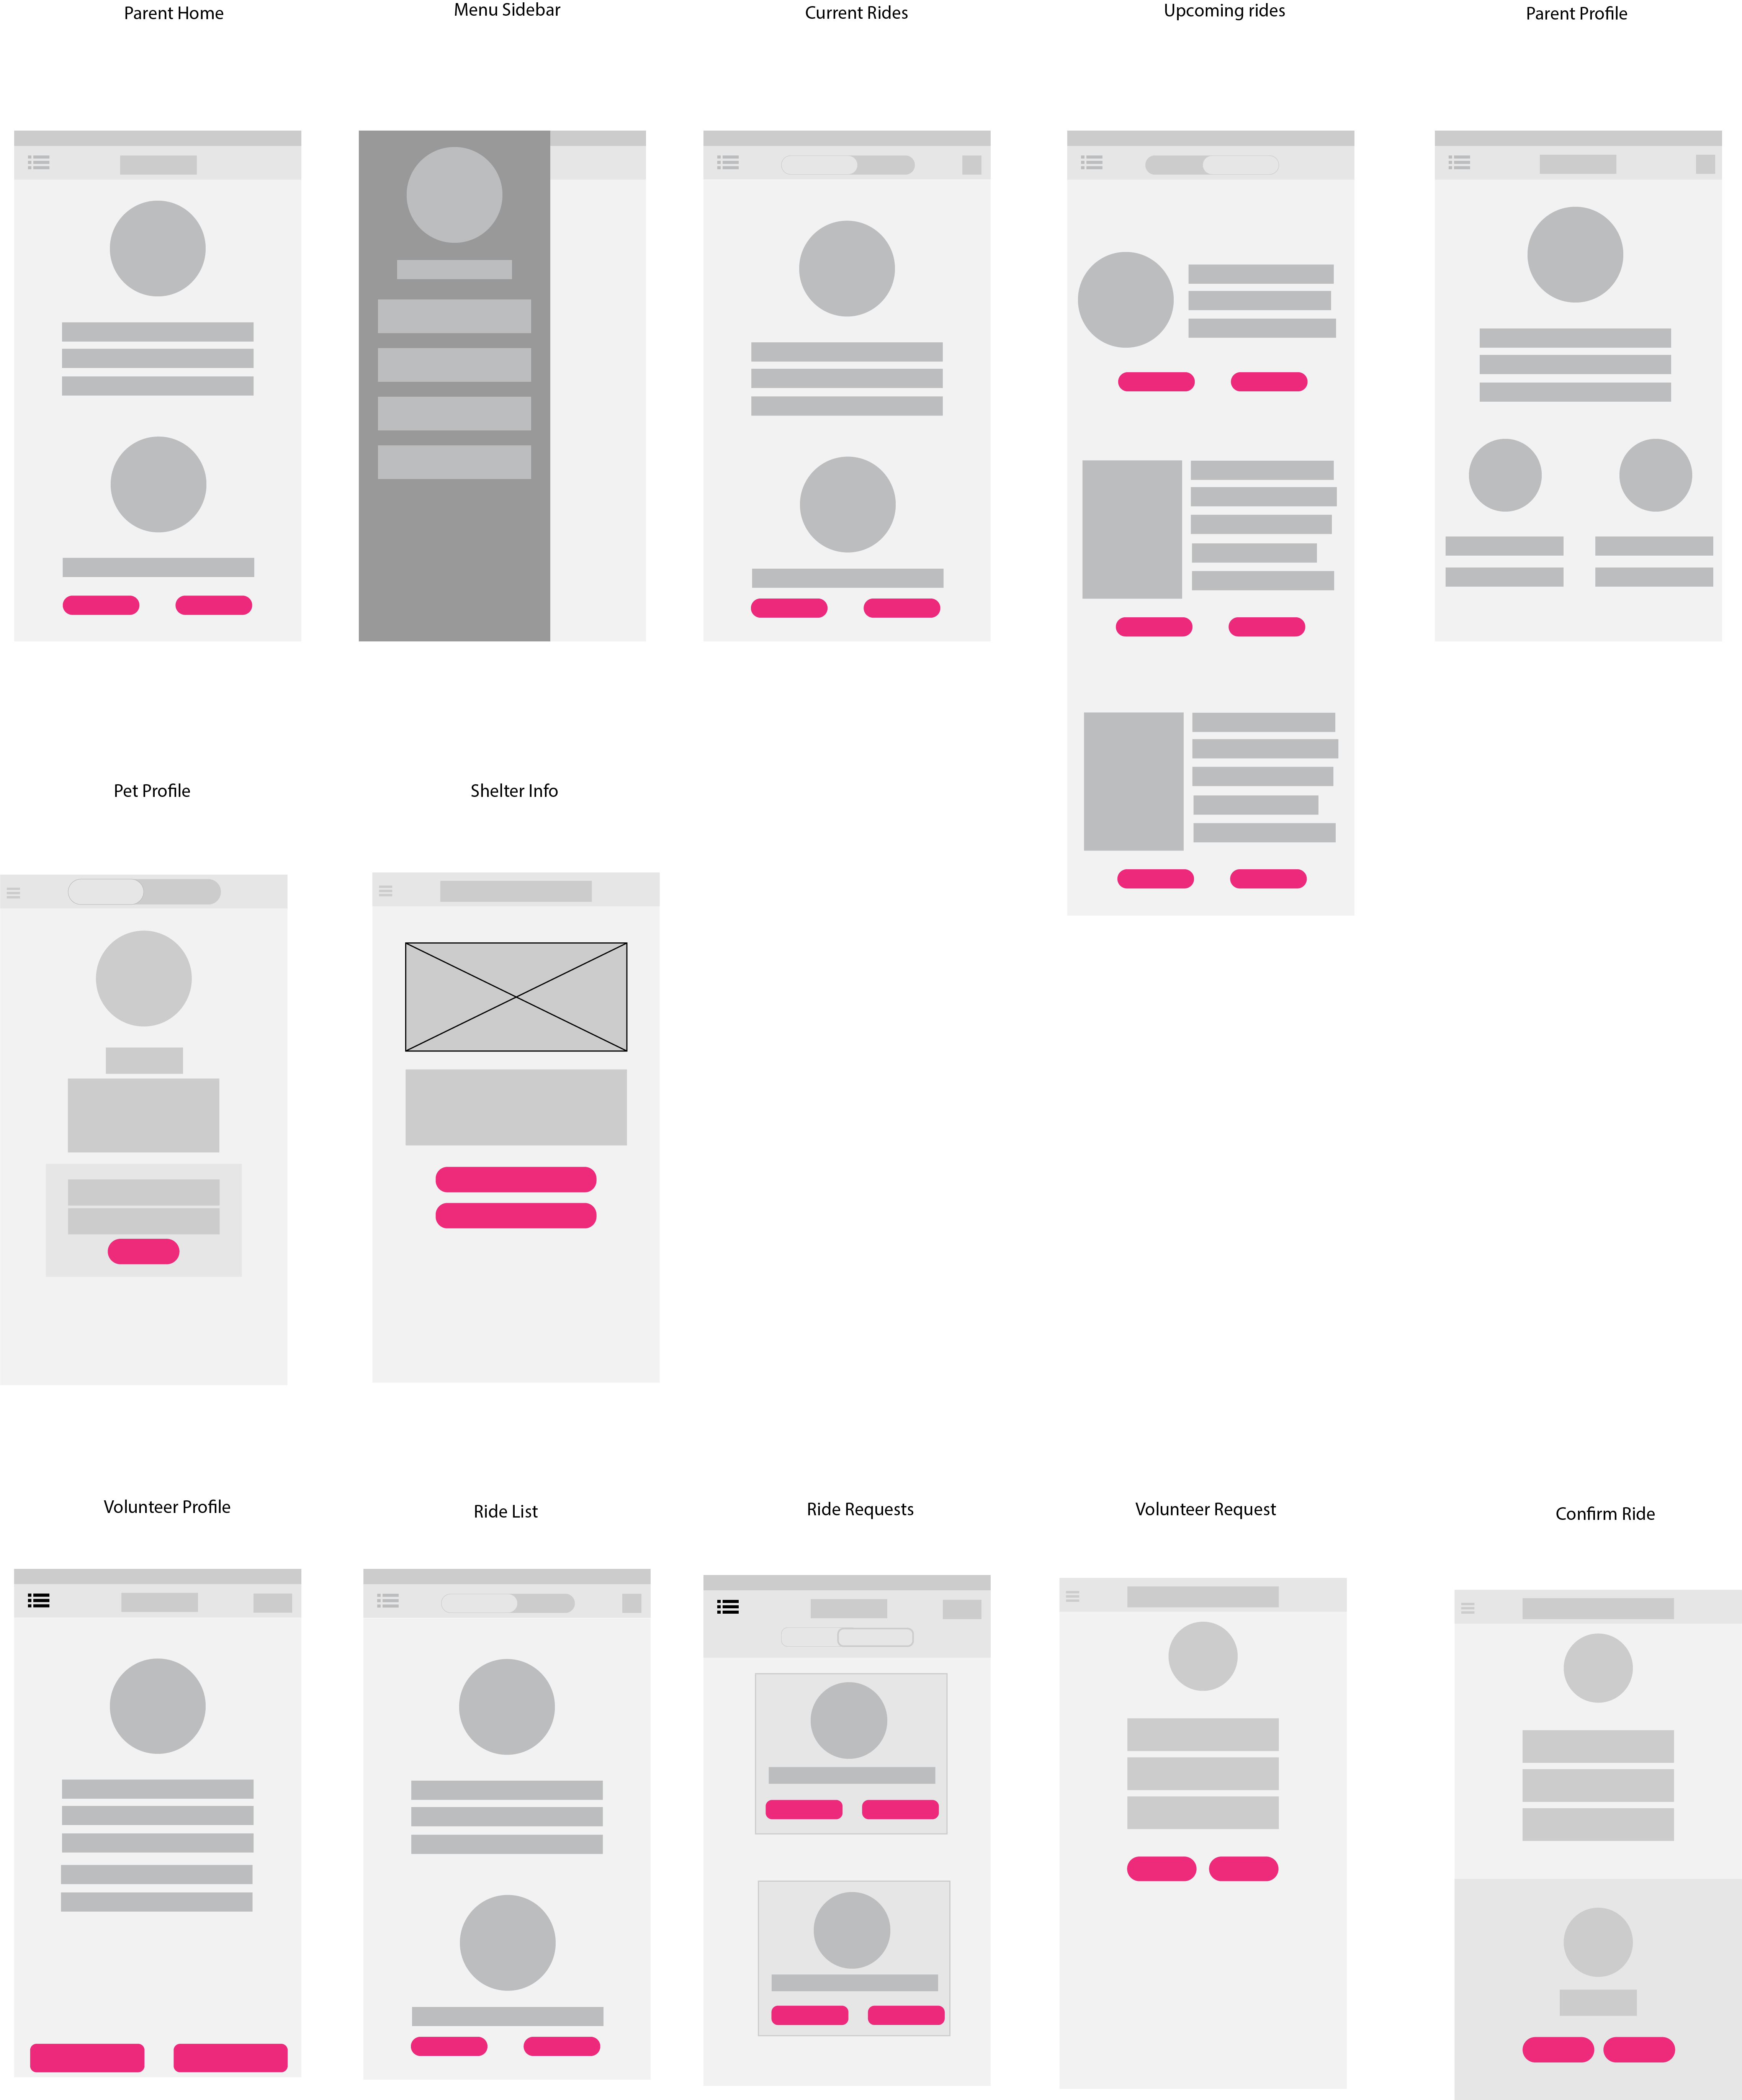 Parent Home
Menu Sidebar
Current Rides
Upcoming rides
Parent Profile
Pet Profile
Shelter Info
Volunteer Profile
Ride List
Ride Requests
Volunteer Request
Confirm Ride